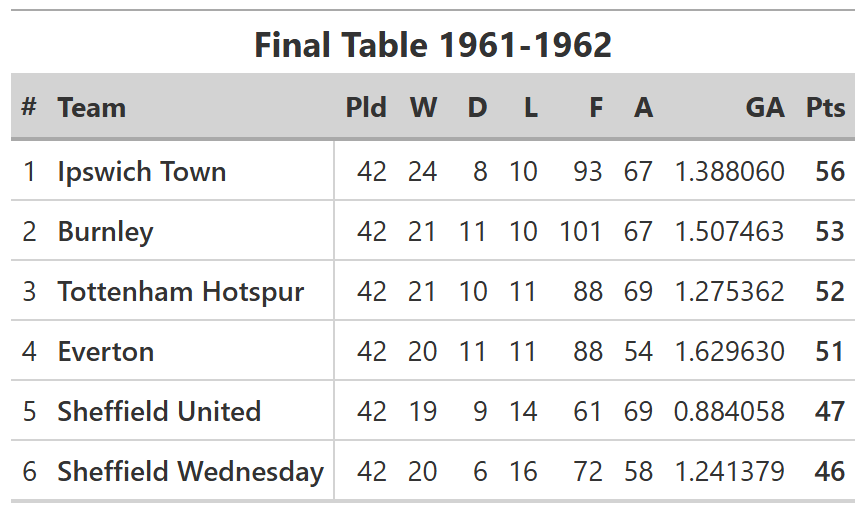 Final Table 1961-1962
# Team Pld W D L F A GA Pts
1 Ipswich Town 42 24 8 10 93 67 1.388060 56
2 Burnley 42 21 11 10 101 67 1.507463 53
3 Tottenham Hotspur 42 21 10 11 88 69 1.275362 52
4 Everton 42 20 11 11 88 54 1.629630 51
5 Sheffield United 42 19 9 14 61 69 0.884058 47
6 Sheffield Wednesday 42 20 6 16 72 58 1.241379 46